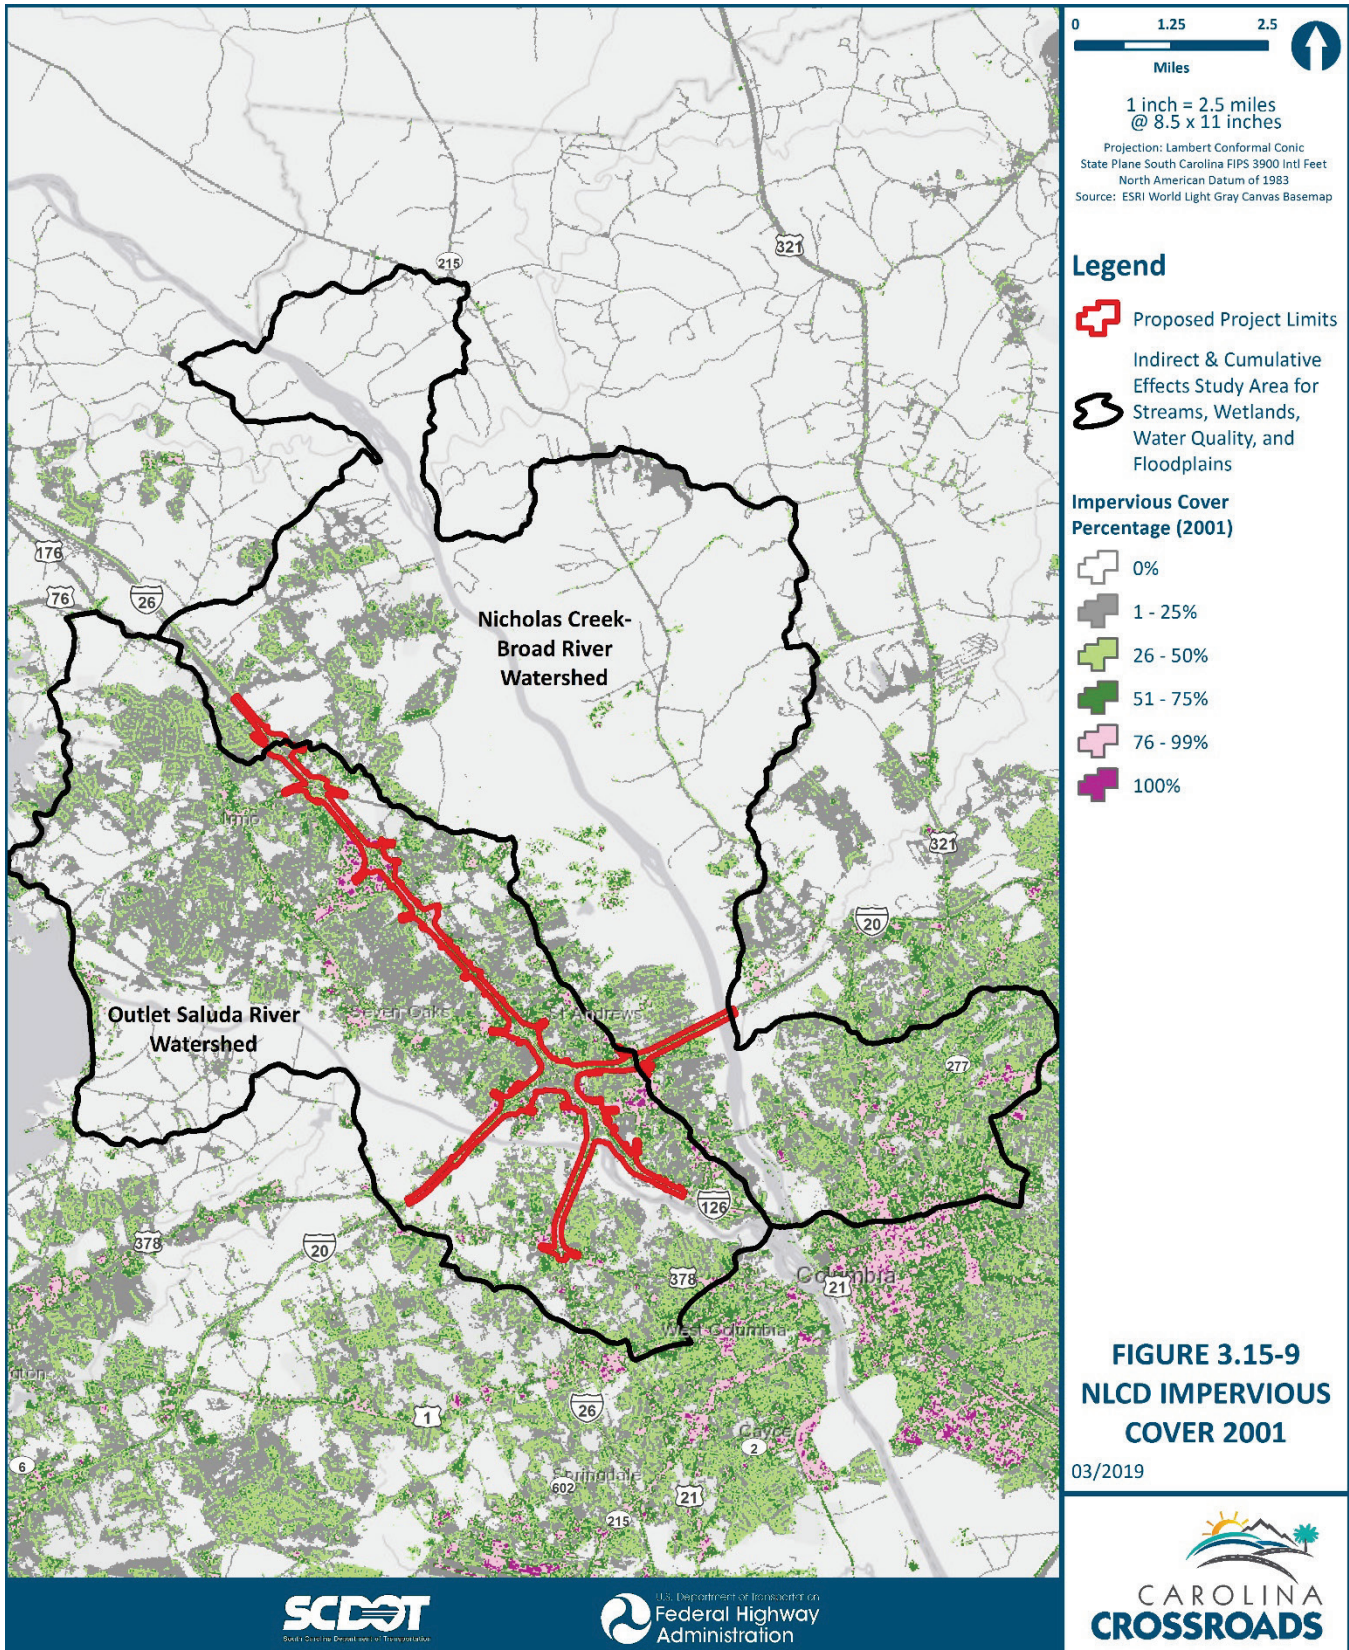 0 1.25 2.5
Miles
1 inch = 2.5 miles
@ 8.5 x 11 inches
Projection: Lambert Conformal Conic
State Plane South Carolina FIPS 3900 Intl Feet
North American Datum of 1983
Source: ESRI World Light Gray Canvas Basemap
Legend
Proposed Project Limits
Indirect & Cumulative
Effects Study Area for
Streams, Wetlands,
Water Quality, and
Floodplains
Impervious Cover
Percentage (2001)
0%
1 - 25%
26 - 50%
51 - 75%
76 - 99%
100%
321
215
176
76
26
Nicholas Creek-
Broad River
Watershed
Irmo
321
20
Outlet Saluda River
Watershed
Seven Oaks
St Andrews
277
126
378
20
378
Columbia
21
West Columbia
26
1
Cayce
2
6
Springdale
602
21
215
FIGURE 3.15-9
NLCD IMPERVIOUS
COVER 2001
03/2019
SCDOT
South Carolina Department of Transportation
U.S. Department of Transportation
Federal Highway
Administration
CAROLINA
CROSSROADS